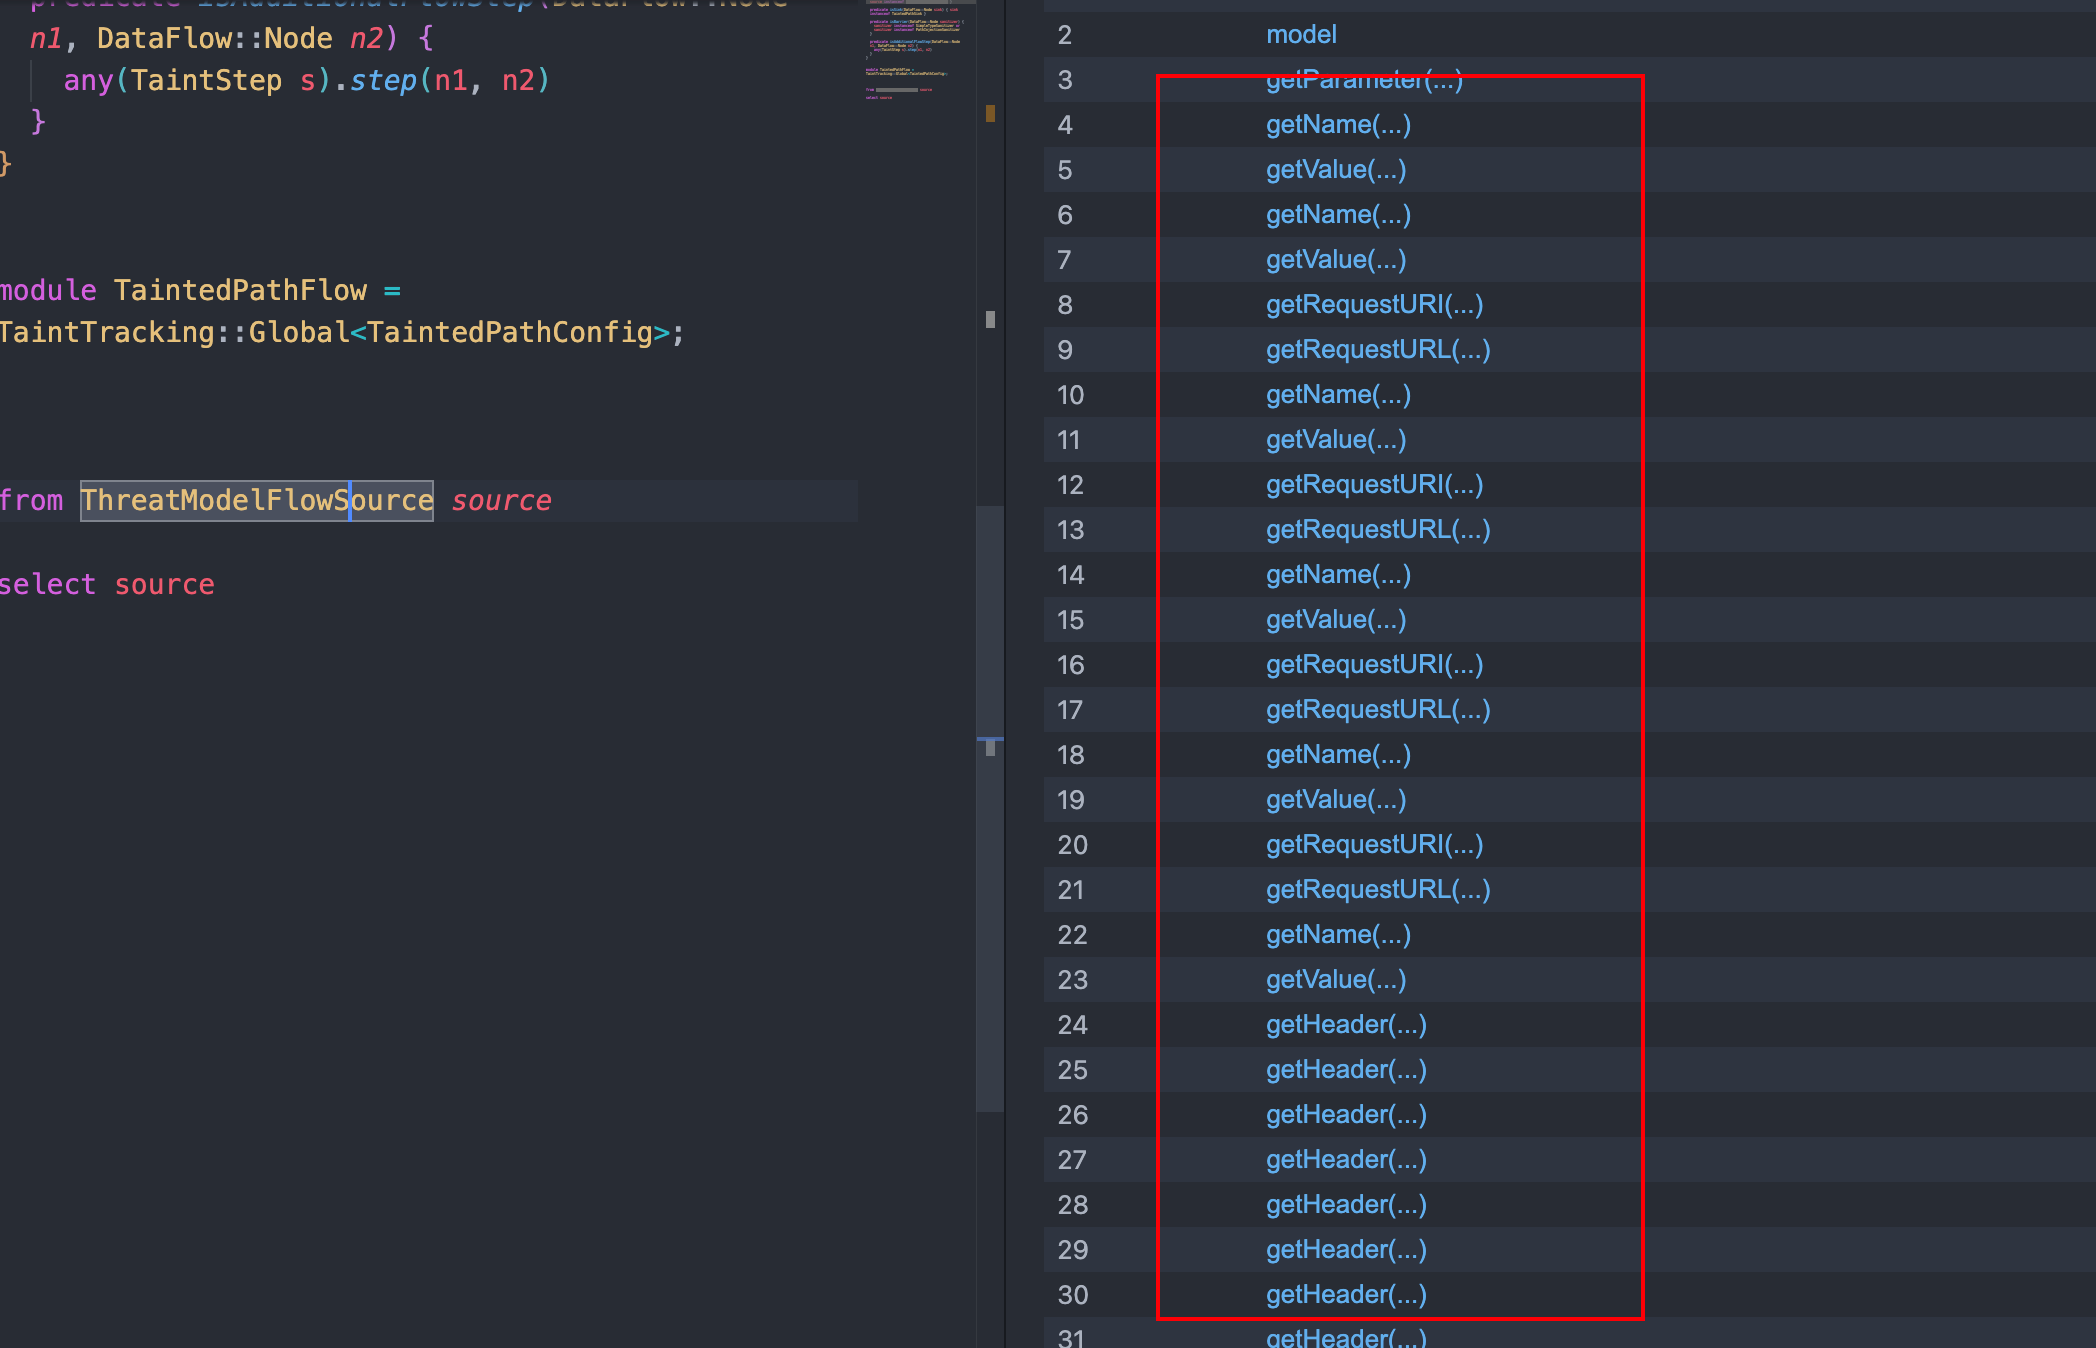 predicate isAdditionalFlowStep(DataFlow::Node
n1, DataFlow::Node n2) {
any(TaintStep s).step(n1, n2)
}
}
module TaintedPathFlow =
TaintTracking::Global<TaintedPathConfig>;
from ThreatModelFlowSource source
select source
2 model
3 getParameter(...)
4 getName(...)
5 getValue(...)
6 getName(...)
7 getValue(...)
8 getRequestURI(...)
9 getRequestURL(...)
10 getName(...)
11 getValue(...)
12 getRequestURI(...)
13 getRequestURL(...)
14 getName(...)
15 getValue(...)
16 getRequestURI(...)
17 getRequestURL(...)
18 getName(...)
19 getValue(...)
20 getRequestURI(...)
21 getRequestURL(...)
22 getName(...)
23 getValue(...)
24 getHeader(...)
25 getHeader(...)
26 getHeader(...)
27 getHeader(...)
28 getHeader(...)
29 getHeader(...)
30 getHeader(...)
31 getHeader(...)